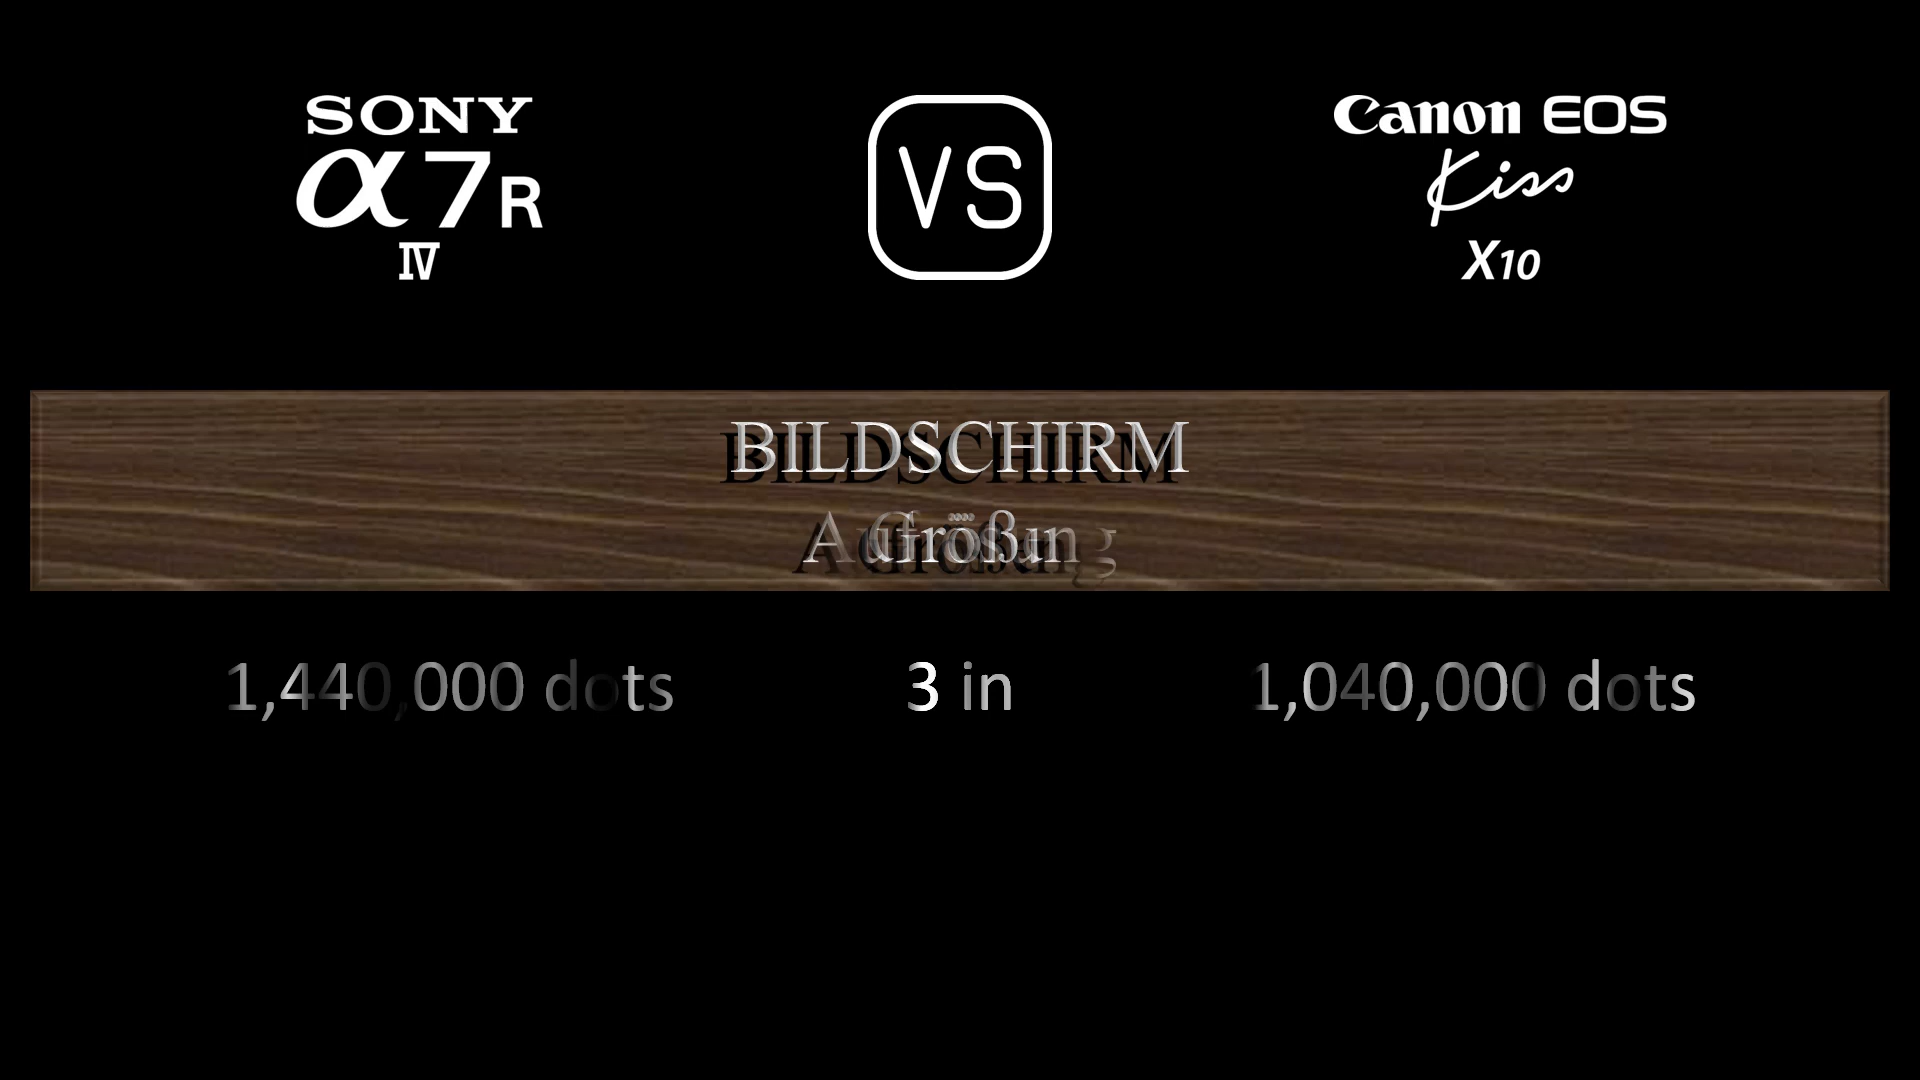 SONY
α7R
IV
VS
Canon EOS
Kiss
X10
BILDSCHIRM
1,440,000 dots
3 in
1,040,000 dots